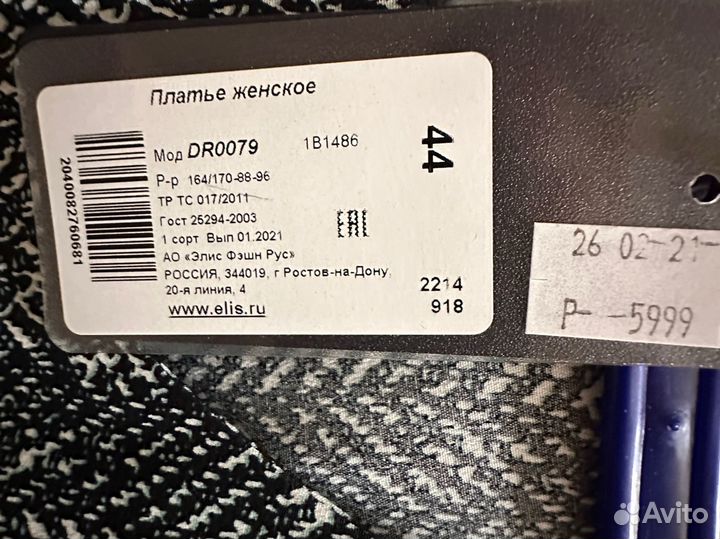 Платье женское
Мод DR0079 1В1486
44
Р-р 164/170-88-96
ТР ТС 017/2011
Гост 25294-2003
EAC
1 сорт Вып 01.2021
АО «Элис Фэшн Рус»
РОССИЯ, 344019, г Ростов-на-Дону,
20-я линия, 4
www.elis.ru
2214
918
2040082760681
26 02-21-
Р- -5999
Avito